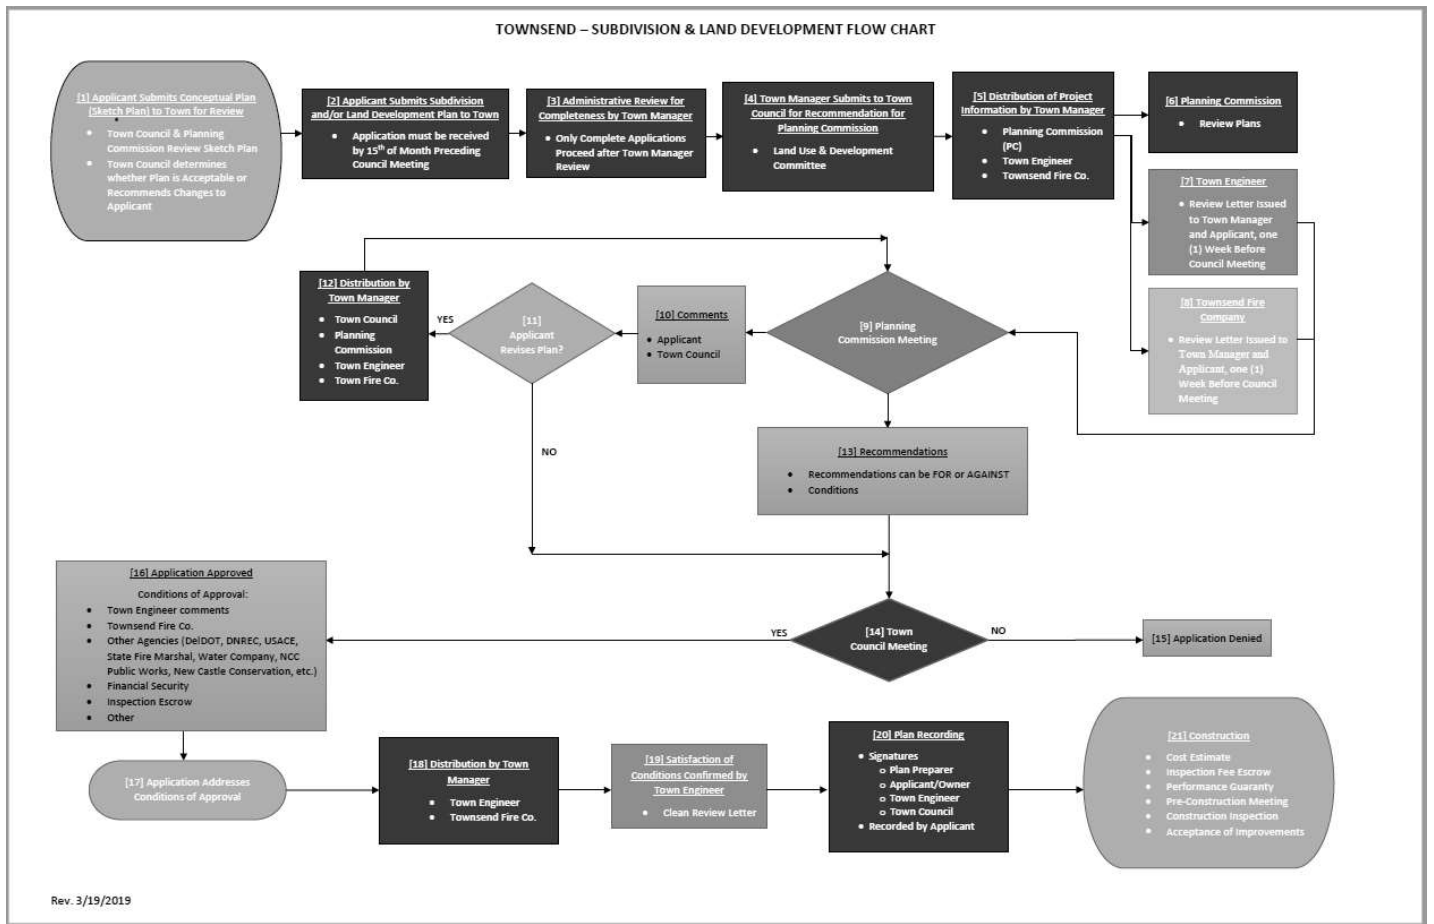 TOWNSEND – SUBDIVISION & LAND DEVELOPMENT FLOW CHART
[1] Applicant Submits Conceptual Plan
(Sketch Plan) to Town for Review
•
• Town Council & Planning
Commission Review Sketch Plan
• Town Council determines
whether Plan is Acceptable or
Recommends Changes to
Applicant
[2] Applicant Submits Subdivision
and/or Land Development Plan to Town
• Application must be received
by 15th of Month Preceding
Council Meeting
[3] Administrative Review for
Completeness by Town Manager
• Only Complete Applications
Proceed after Town Manager
Review
[4] Town Manager Submits to Town
Council for Recommendation for
Planning Commission
• Land Use & Development
Committee
[5] Distribution of Project
Information by Town Manager
• Planning Commission
(PC)
• Town Engineer
• Townsend Fire Co.
[6] Planning Commission
• Review Plans
[7] Town Engineer
• Review Letter Issued
to Town Manager
and Applicant, one
(1) Week Before
Council Meeting
[8] Townsend Fire
Company
• Review Letter Issued to
Town Manager and
Applicant, one (1)
Week Before Council
Meeting
[9] Planning
Commission Meeting
[10] Comments
• Applicant
• Town Council
[11]
Applicant
Revises Plan?
YES
NO
[12] Distribution by
Town Manager
• Town Council
• Planning
Commission
• Town Engineer
• Town Fire Co.
[13] Recommendations
• Recommendations can be FOR or AGAINST
• Conditions
[14] Town
Council Meeting
YES
NO
[15] Application Denied
[16] Application Approved
Conditions of Approval:
• Town Engineer comments
• Townsend Fire Co.
• Other Agencies (DelDOT, DNREC, USACE,
State Fire Marshal, Water Company, NCC
Public Works, New Castle Conservation, etc.)
• Financial Security
• Inspection Escrow
• Other
[17] Application Addresses
Conditions of Approval
[18] Distribution by Town
Manager
• Town Engineer
• Townsend Fire Co.
[19] Satisfaction of
Conditions Confirmed by
Town Engineer
• Clean Review Letter
[20] Plan Recording
• Signatures
o Plan Preparer
o Applicant/Owner
o Town Engineer
o Town Council
• Recorded by Applicant
[21] Construction
• Cost Estimate
• Inspection Fee Escrow
• Performance Guaranty
• Pre-Construction Meeting
• Construction Inspection
• Acceptance of Improvements
Rev. 3/19/2019